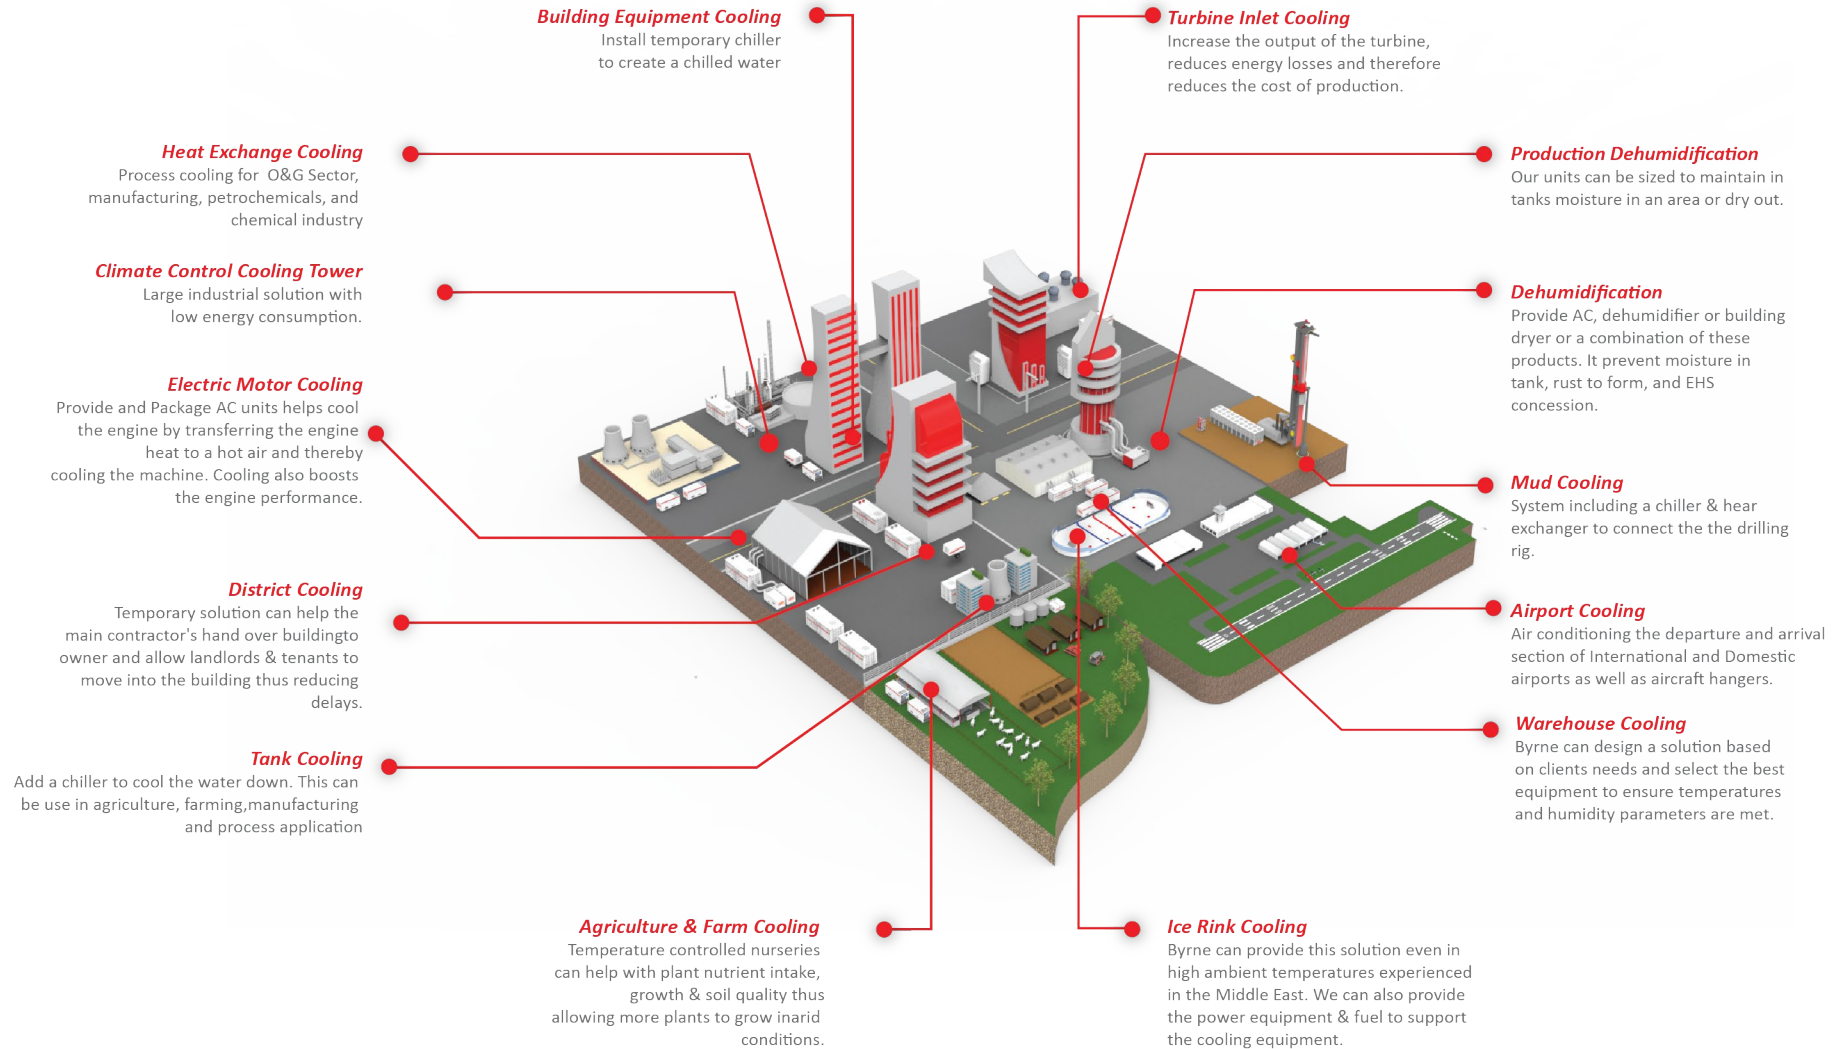 Building Equipment Cooling
Install temporary chiller
to create a chilled water
Turbine Inlet Cooling
Increase the output of the turbine,
reduces energy losses and therefore
reduces the cost of production.
Heat Exchange Cooling
Process cooling for O&G Sector,
manufacturing, petrochemicals, and
chemical industry
Production Dehumidification
Our units can be sized to maintain in
tanks moisture in an area or dry out.
Climate Control Cooling Tower
Large industrial solution with
low energy consumption.
Dehumidification
Provide AC, dehumidifier or building
dryer or a combination of these
products. It prevent moisture in
tank, rust to form, and EHS
concession.
Electric Motor Cooling
Provide and Package AC units helps cool
the engine by transferring the engine
heat to a hot air and thereby
cooling the machine. Cooling also boosts
the engine performance.
Mud Cooling
System including a chiller & hear
exchanger to connect the the drilling
rig.
District Cooling
Temporary solution can help the
main contractor's hand over buildingto
owner and allow landlords & tenants to
move into the building thus reducing
delays.
Airport Cooling
Air conditioning the departure and arrival
section of International and Domestic
airports as well as aircraft hangers.
Tank Cooling
Add a chiller to cool the water down. This can
be use in agriculture, farming,manufacturing
and process application
Warehouse Cooling
Byrne can design a solution based
on clients needs and select the best
equipment to ensure temperatures
and humidity parameters are met.
Agriculture & Farm Cooling
Temperature controlled nurseries
can help with plant nutrient intake,
growth & soil quality thus
allowing more plants to grow inarid
conditions.
Ice Rink Cooling
Byrne can provide this solution even in
high ambient temperatures experienced
in the Middle East. We can also provide
the power equipment & fuel to support
the cooling equipment.